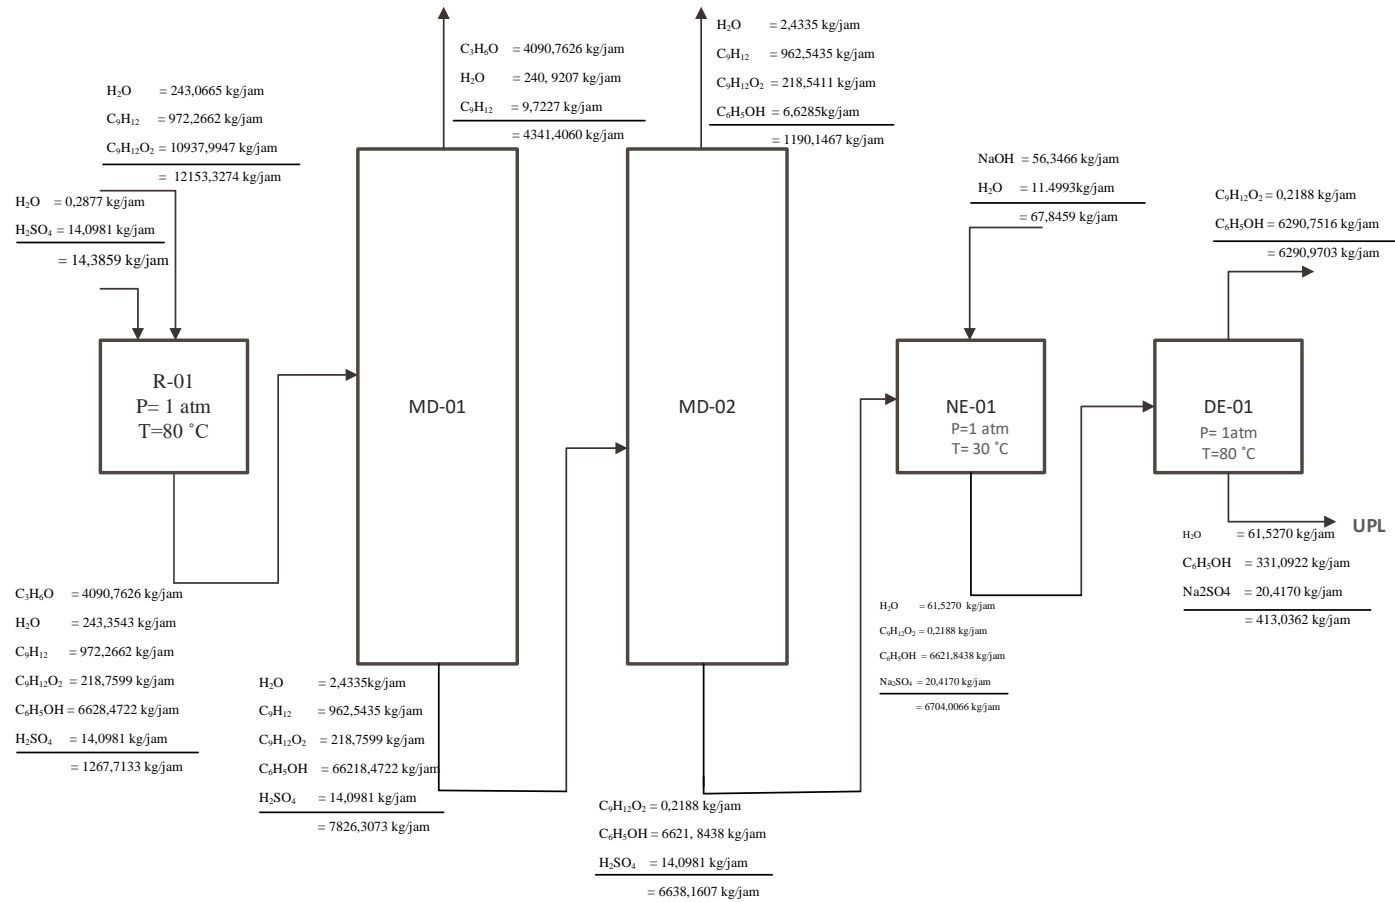 H₂O = 243,0665 kg/jam
C₉H₁₂ = 972,2662 kg/jam
C₉H₁₂O₂ = 10937,9947 kg/jam
= 12153,3274 kg/jam
H₂O = 0,2877 kg/jam
H₂SO₄ = 14,0981 kg/jam
= 14,3859 kg/jam
R-01
P= 1 atm
T=80 ˚C
C₃H₆O = 4090,7626 kg/jam
H₂O = 243,3543 kg/jam
C₉H₁₂ = 972,2662 kg/jam
C₉H₁₂O₂ = 218,7599 kg/jam
C₆H₅OH = 6628,4722 kg/jam
H₂SO₄ = 14,0981 kg/jam
= 1267,7133 kg/jam
C₃H₆O = 4090,7626 kg/jam
H₂O = 240, 9207 kg/jam
C₉H₁₂ = 9,7227 kg/jam
= 4341,4060 kg/jam
MD-01
H₂O = 2,4335kg/jam
C₉H₁₂ = 962,5435 kg/jam
C₉H₁₂O₂ = 218,7599 kg/jam
C₆H₅OH = 66218,4722 kg/jam
H₂SO₄ = 14,0981 kg/jam
= 7826,3073 kg/jam
H₂O = 2,4335 kg/jam
C₉H₁₂ = 962,5435 kg/jam
C₉H₁₂O₂ = 218,5411 kg/jam
C₆H₅OH = 6,6285kg/jam
= 1190,1467 kg/jam
MD-02
C₉H₁₂O₂ = 0,2188 kg/jam
C₆H₅OH = 6621, 8438 kg/jam
H₂SO₄ = 14,0981 kg/jam
= 6638,1607 kg/jam
NaOH = 56,3466 kg/jam
H₂O = 11.4993kg/jam
= 67,8459 kg/jam
NE-01
P=1 atm
T= 30 ˚C
H₂O = 61,5270 kg/jam
C₉H₁₂O₂ = 0,2188 kg/jam
C₆H₅OH = 6621,8438 kg/jam
Na₂SO₄ = 20,4170 kg/jam
= 6704,0066 kg/jam
C₉H₁₂O₂ = 0,2188 kg/jam
C₆H₅OH = 6290,7516 kg/jam
= 6290,9703 kg/jam
DE-01
P= 1atm
T=80 ˚C
UPL
H₂O = 61,5270 kg/jam
C₆H₅OH = 331,0922 kg/jam
Na2SO4 = 20,4170 kg/jam
= 413,0362 kg/jam